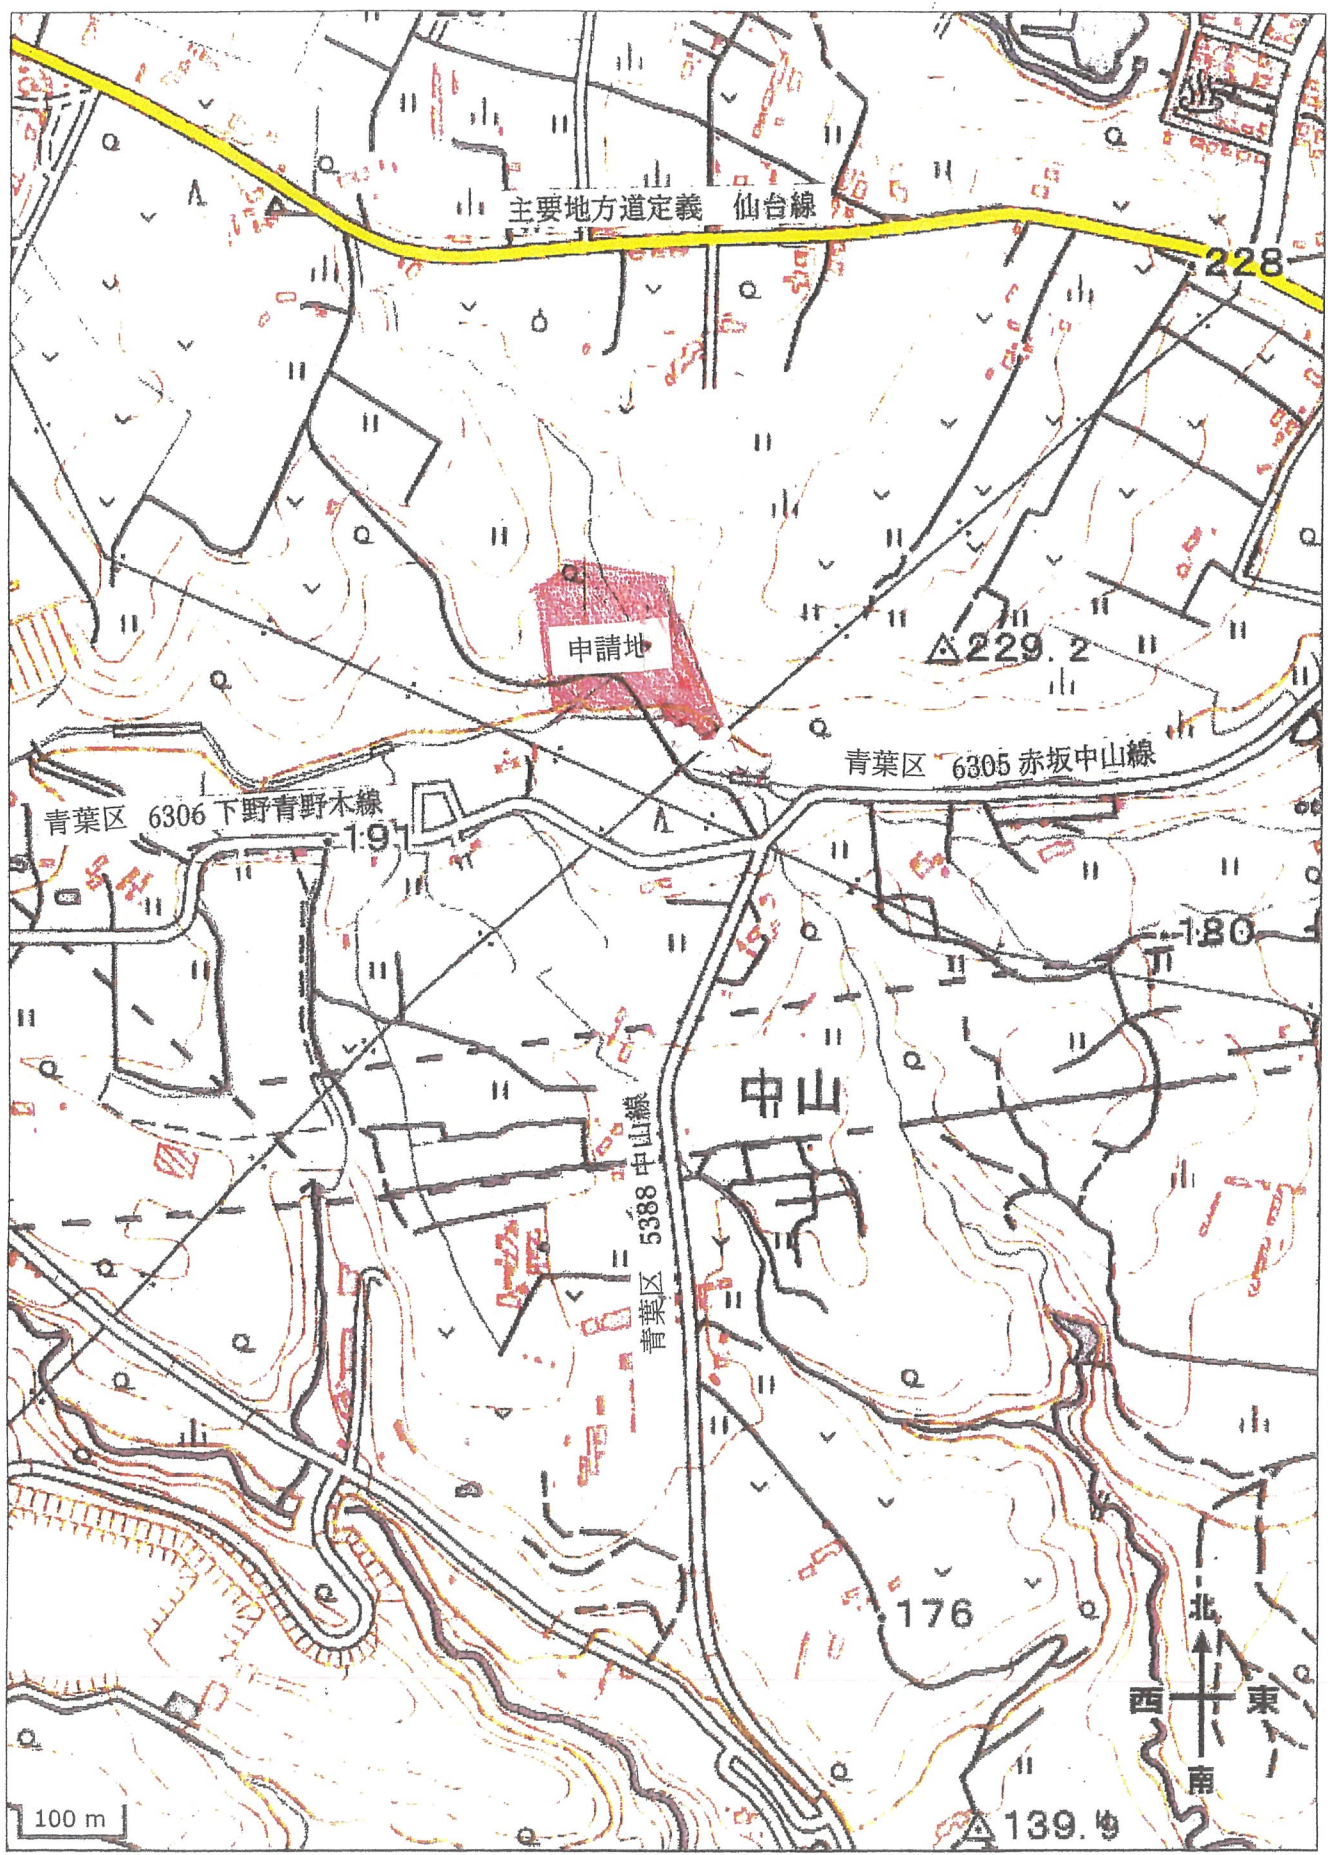 主要地方道定義 仙台線
228
申請地
229.2
青葉区 6305 赤坂中山線
青葉区 6306 下野青野木線
191
180
中山
青葉区 5388 中山線
176
北
西 東
南
100 m
139.9